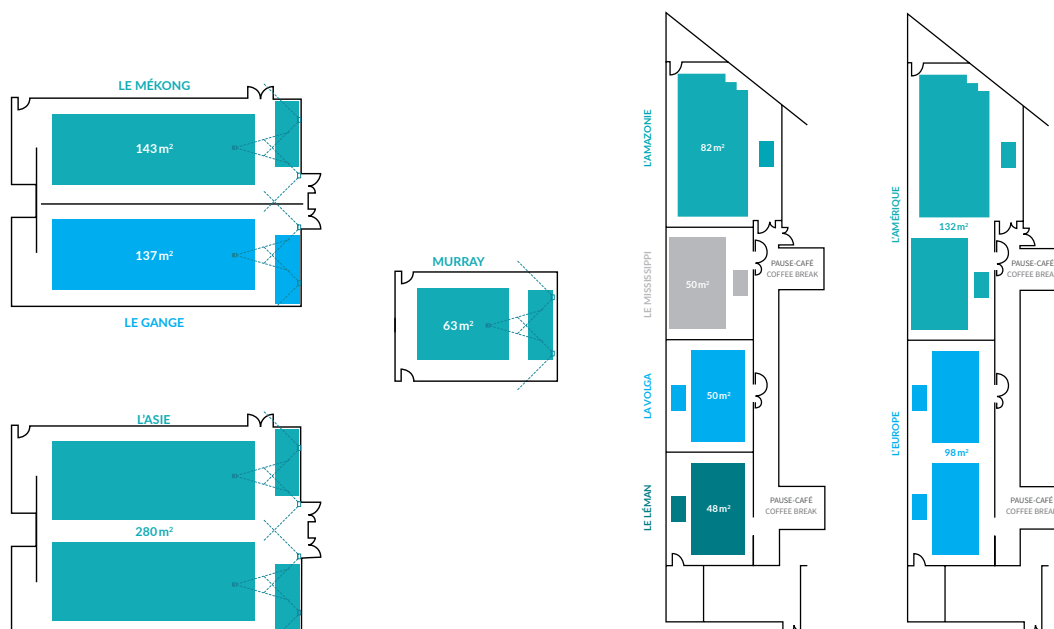 LE MÉKONG
143 m²
137 m²
LE GANGE
L'ASIE
280 m²
MURRAY
63 m²
L'AMAZONIE
82 m²
LE MISSISSIPPI
50 m²
PAUSE-CAFÉ
COFFEE BREAK
LA VOLGA
50 m²
LE LÉMAN
48 m²
PAUSE-CAFÉ
COFFEE BREAK
L'AMÉRIQUE
132 m²
PAUSE-CAFÉ
COFFEE BREAK
L'EUROPE
98 m²
PAUSE-CAFÉ
COFFEE BREAK